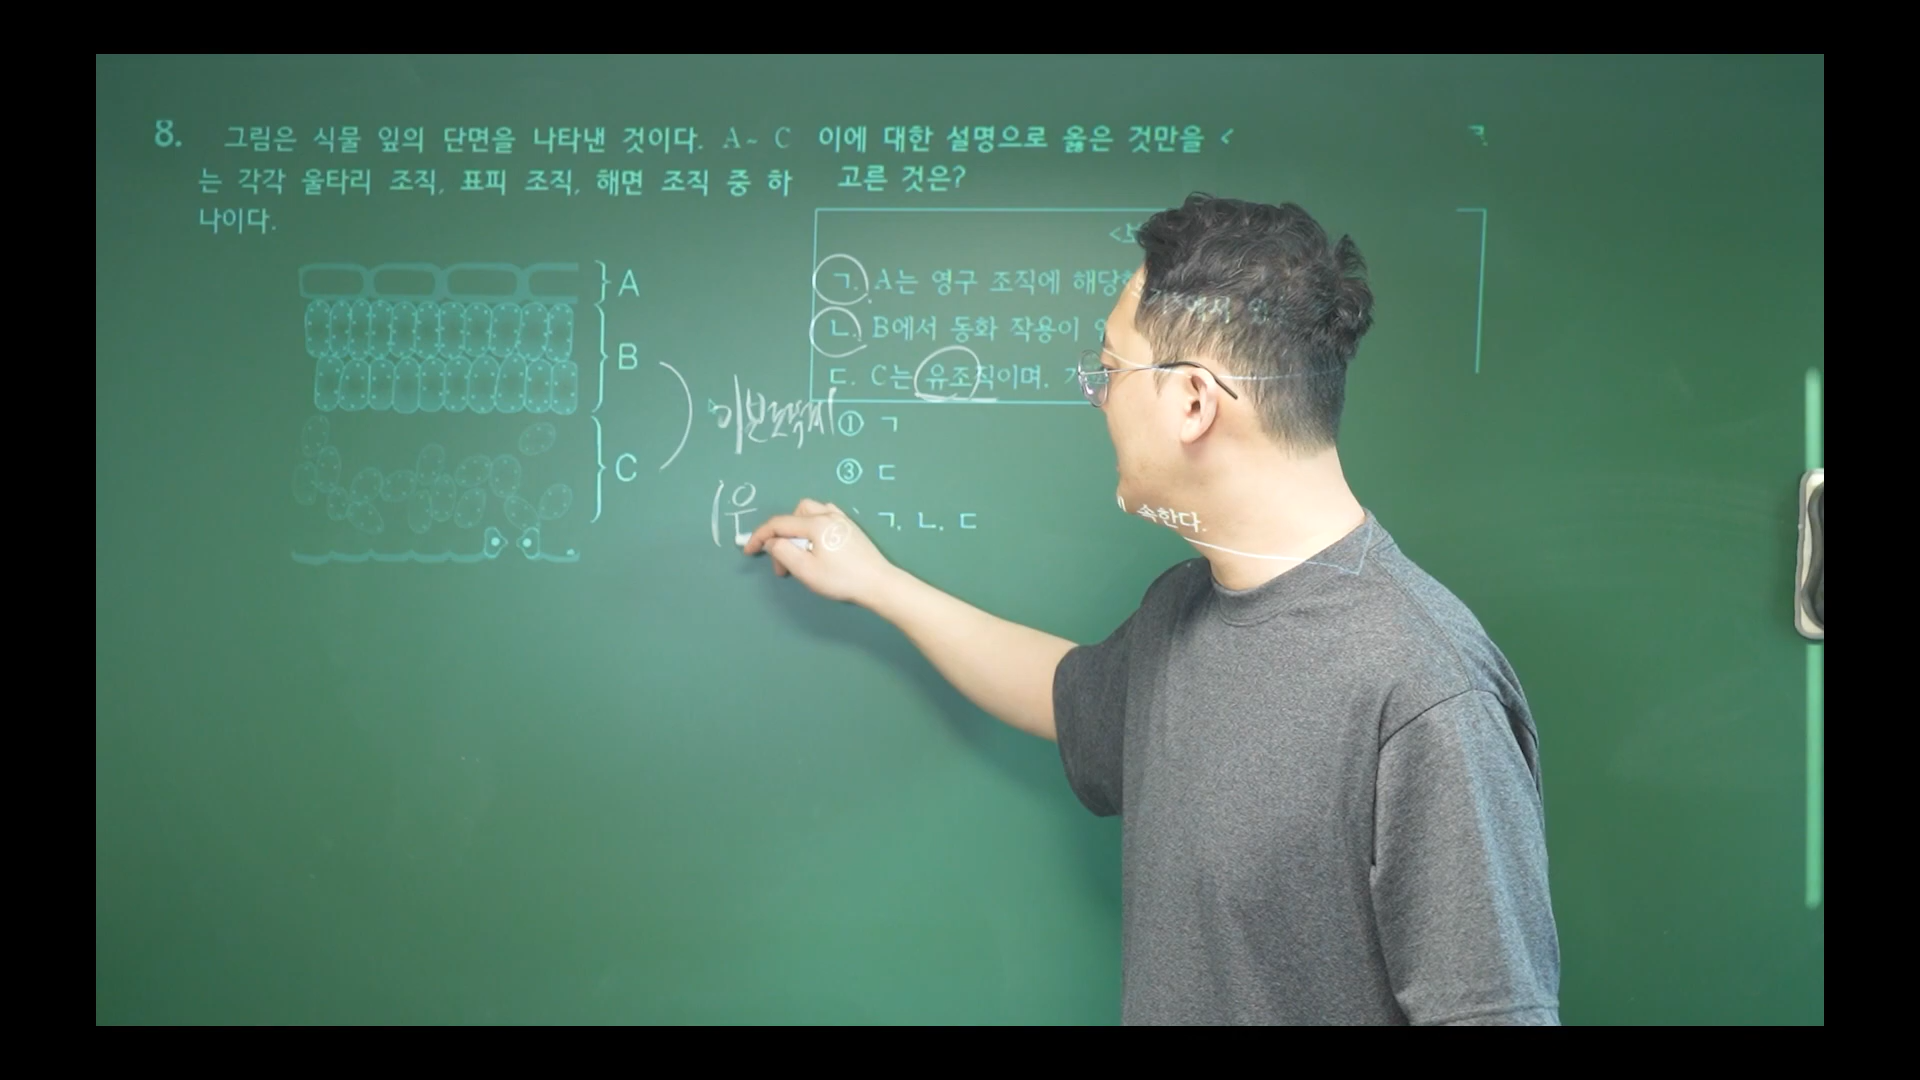 8. 그림은 식물 잎의 단면을 나타낸 것이다. A~ C
는 각각 울타리 조직, 표피 조직, 해면 조직 중 하
나이다.
A
B
C
이에 대한 설명으로 옳은 것만을 <
고른 것은?
ㄱ. A는 영구 조직에 해당
ㄴ. B에서 동화 작용이
ㄷ. C는 유조직이며,
속한다.
① ㄱ
③ ㄷ
⑤ ㄱ, ㄴ, ㄷ